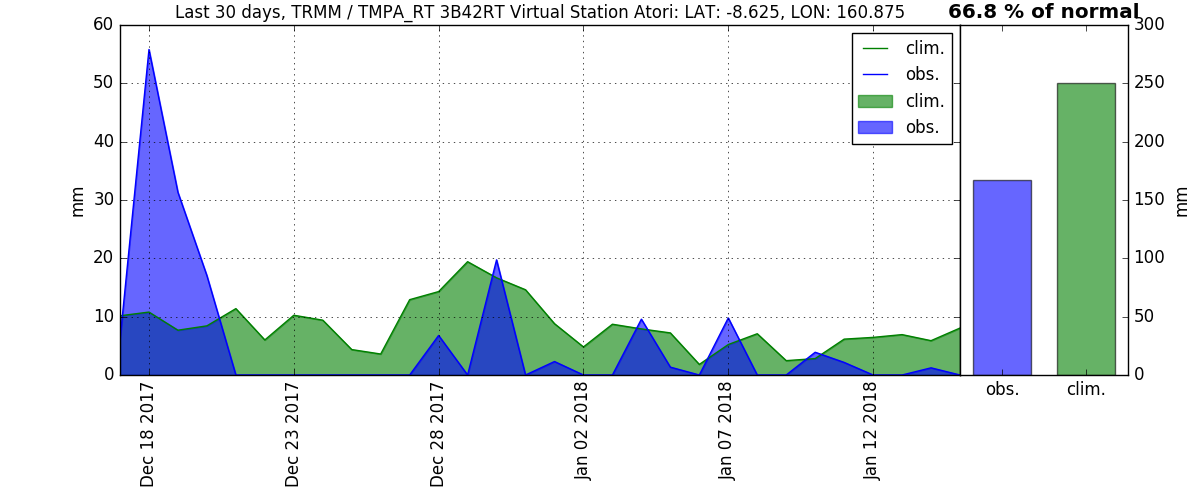 Last 30 days, TRMM / TMPA_RT 3B42RT Virtual Station Atori: LAT: -8.625, LON: 160.875
66.8 % of normal
60
50
40
30
20
10
0
mm
clim.
obs.
clim.
obs.
Dec 18 2017
Dec 23 2017
Dec 28 2017
Jan 02 2018
Jan 07 2018
Jan 12 2018
300
250
200
150
100
50
0
mm
obs.
clim.